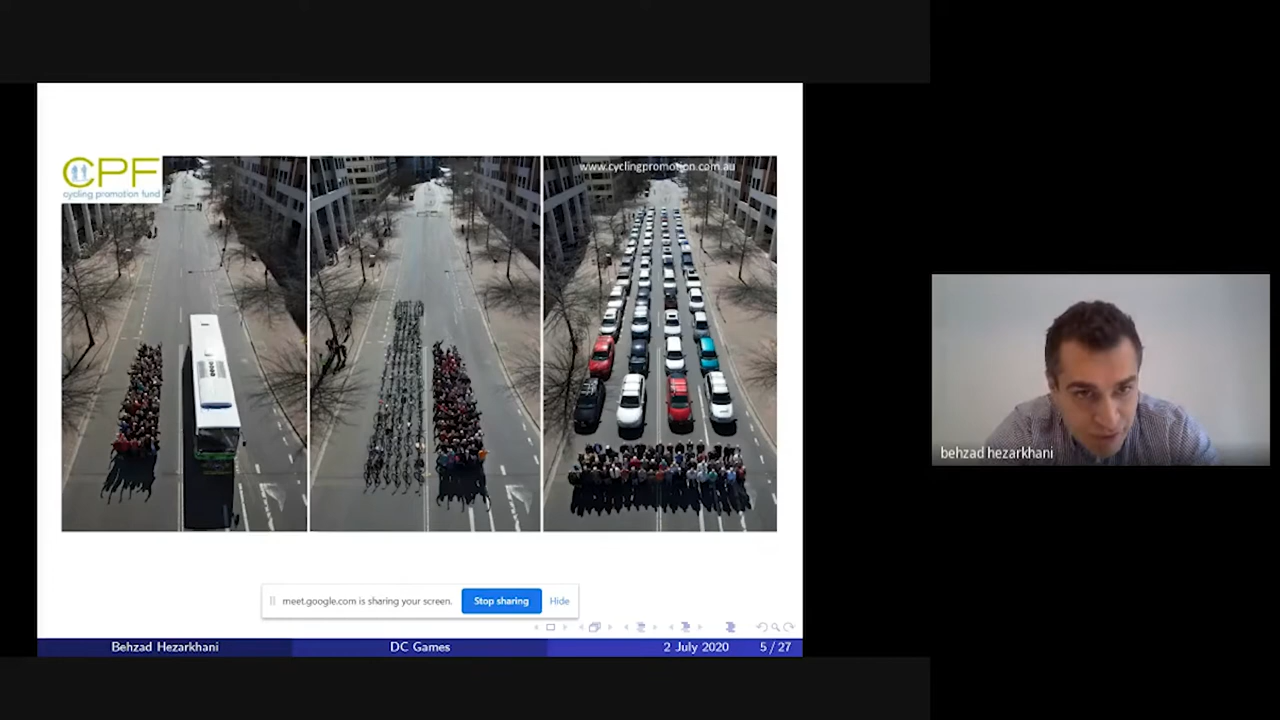 CPF
cycling promotion fund
www.cyclingpromotion.com.au
behzad hezarkhani
meet.google.com is sharing your screen.
Stop sharing
Hide
Behzad Hezarkhani
DC Games
2 July 2020
5 / 27